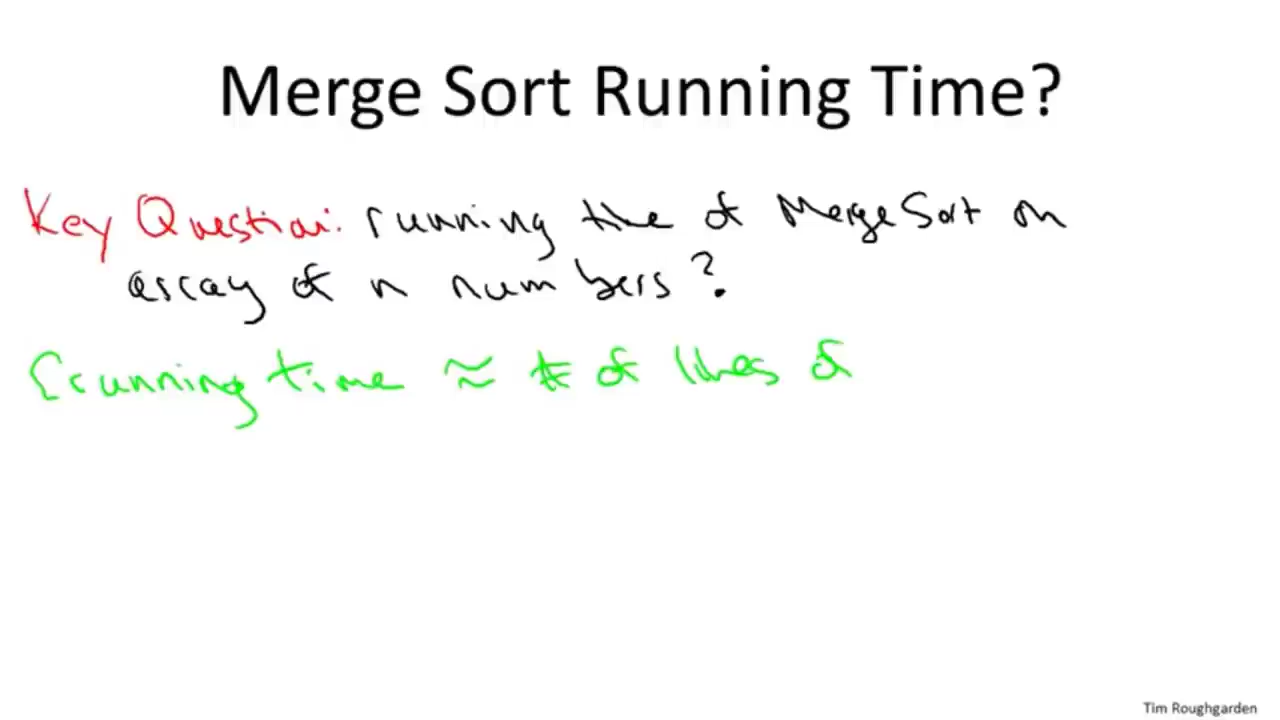 Merge Sort Running Time?
Key Question: running time of MergeSort on
array of n numbers?
[running time ≈ # of lines of
Tim Roughgarden